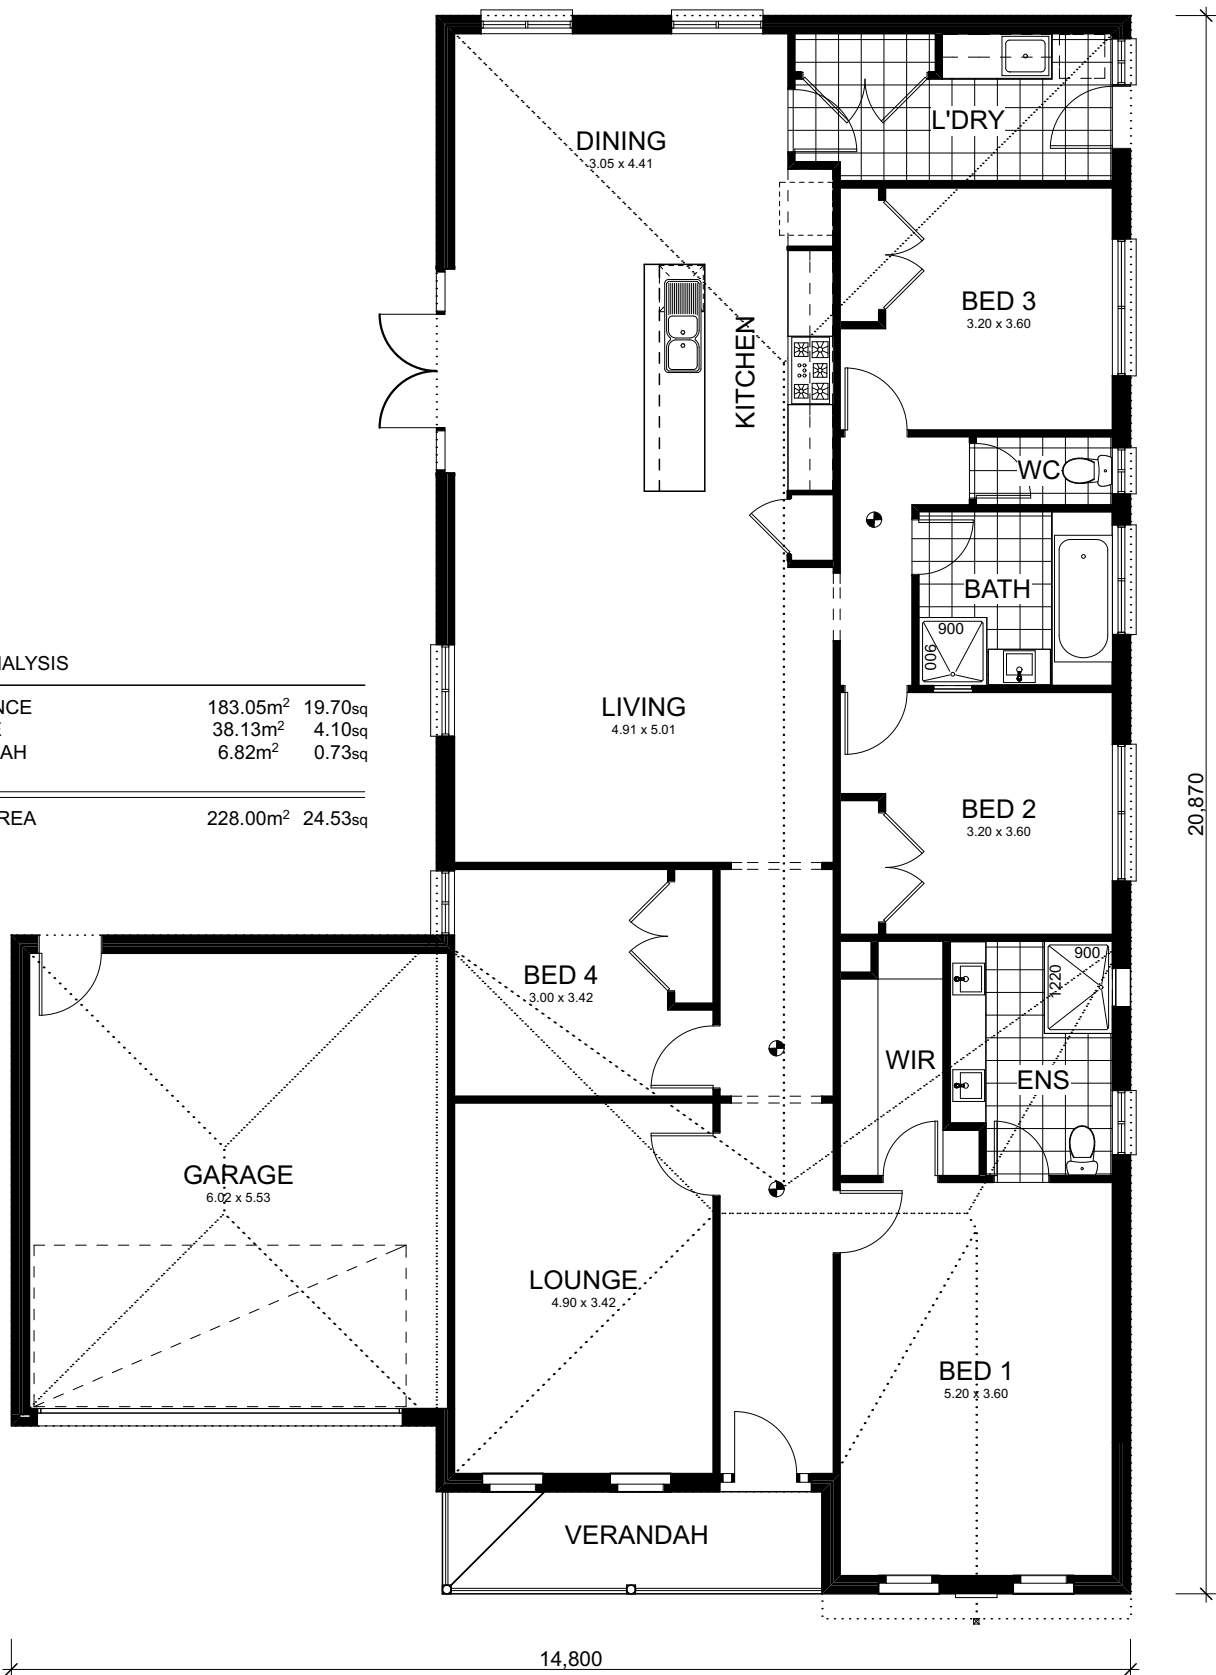 DINING
3.05 x 4.41
L'DRY
BED 3
3.20 x 3.60
KITCHEN
WC
BATH
900
900
NALYSIS
NCE 183.05m² 19.70sq
E 38.13m² 4.10sq
AH 6.82m² 0.73sq
REA 228.00m² 24.53sq
LIVING
4.91 x 5.01
BED 2
3.20 x 3.60
20,870
BED 4
3.00 x 3.42
900
1220
WIR
ENS
GARAGE
6.02 x 5.53
LOUNGE
4.90 x 3.42
BED 1
5.20 x 3.60
VERANDAH
14,800